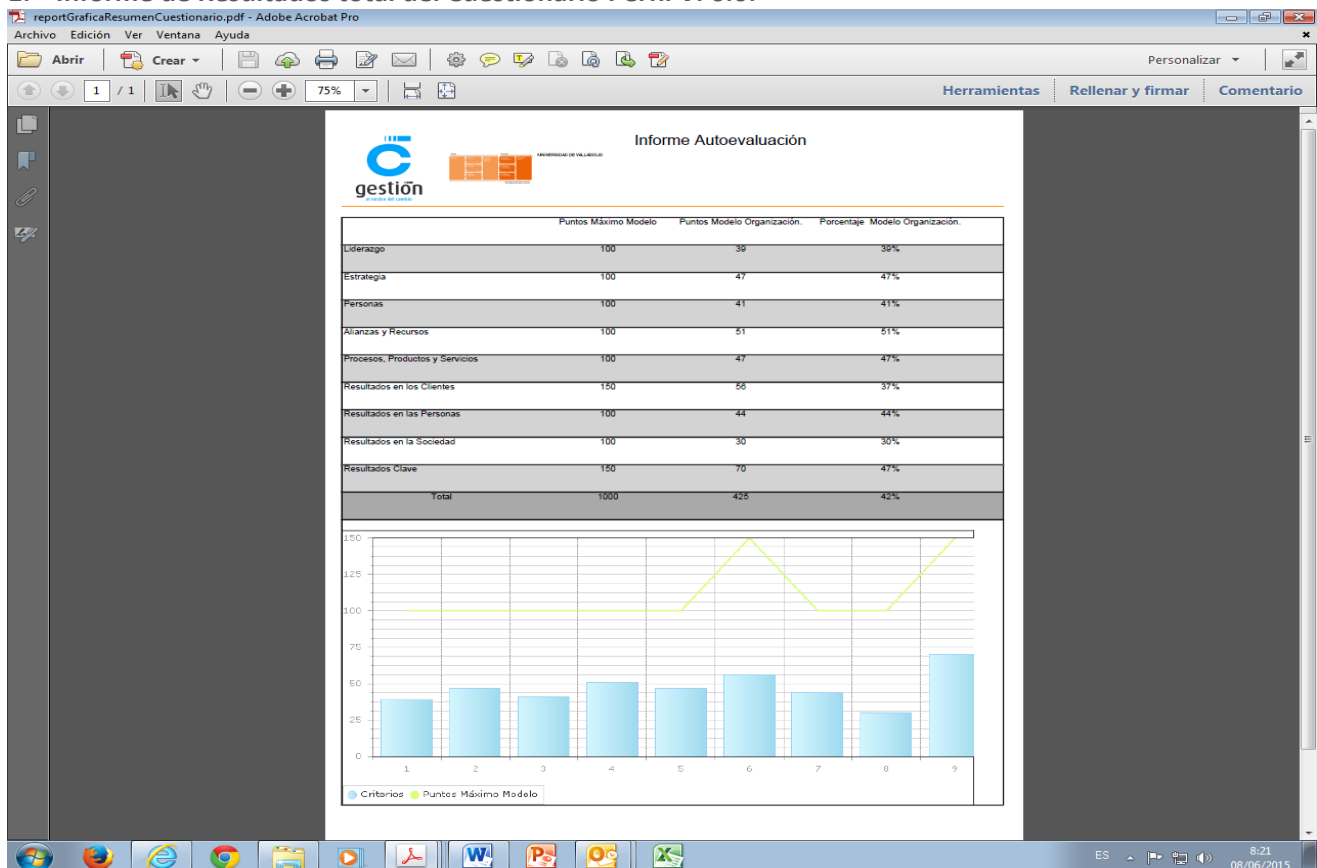 reportGraficaResumenCuestionario.pdf - Adobe Acrobat Pro
Archivo Edición Ver Ventana Ayuda
Abrir Crear Personalizar
1 / 1 75% Herramientas Rellenar y firmar Comentario
Informe Autoevaluación
UNIVERSIDAD DE VALLADOLID
gestión
Puntos Máximo Modelo Puntos Modelo Organización. Porcentaje Modelo Organización.
Liderazgo 100 39 39%
Estrategia 100 47 47%
Personas 100 41 41%
Alianzas y Recursos 100 51 51%
Procesos, Productos y Servicios 100 47 47%
Resultados en los Clientes 150 56 37%
Resultados en las Personas 100 44 44%
Resultados en la Sociedad 100 30 30%
Resultados Clave 150 70 47%
Total 1000 425 42%
150
125
100
75
50
25
0
1 2 3 4 5 6 7 8 9
Criterios Puntos Máximo Modelo
ES 8:21
08/06/2015